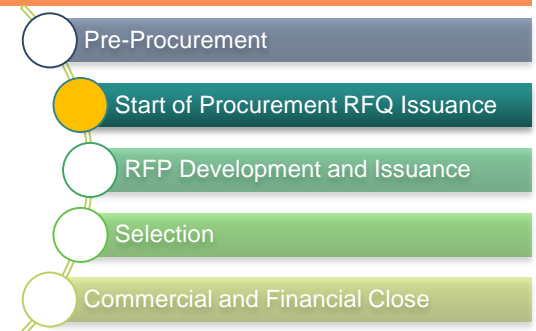 Pre-Procurement
Start of Procurement RFQ Issuance
RFP Development and Issuance
Selection
Commercial and Financial Close